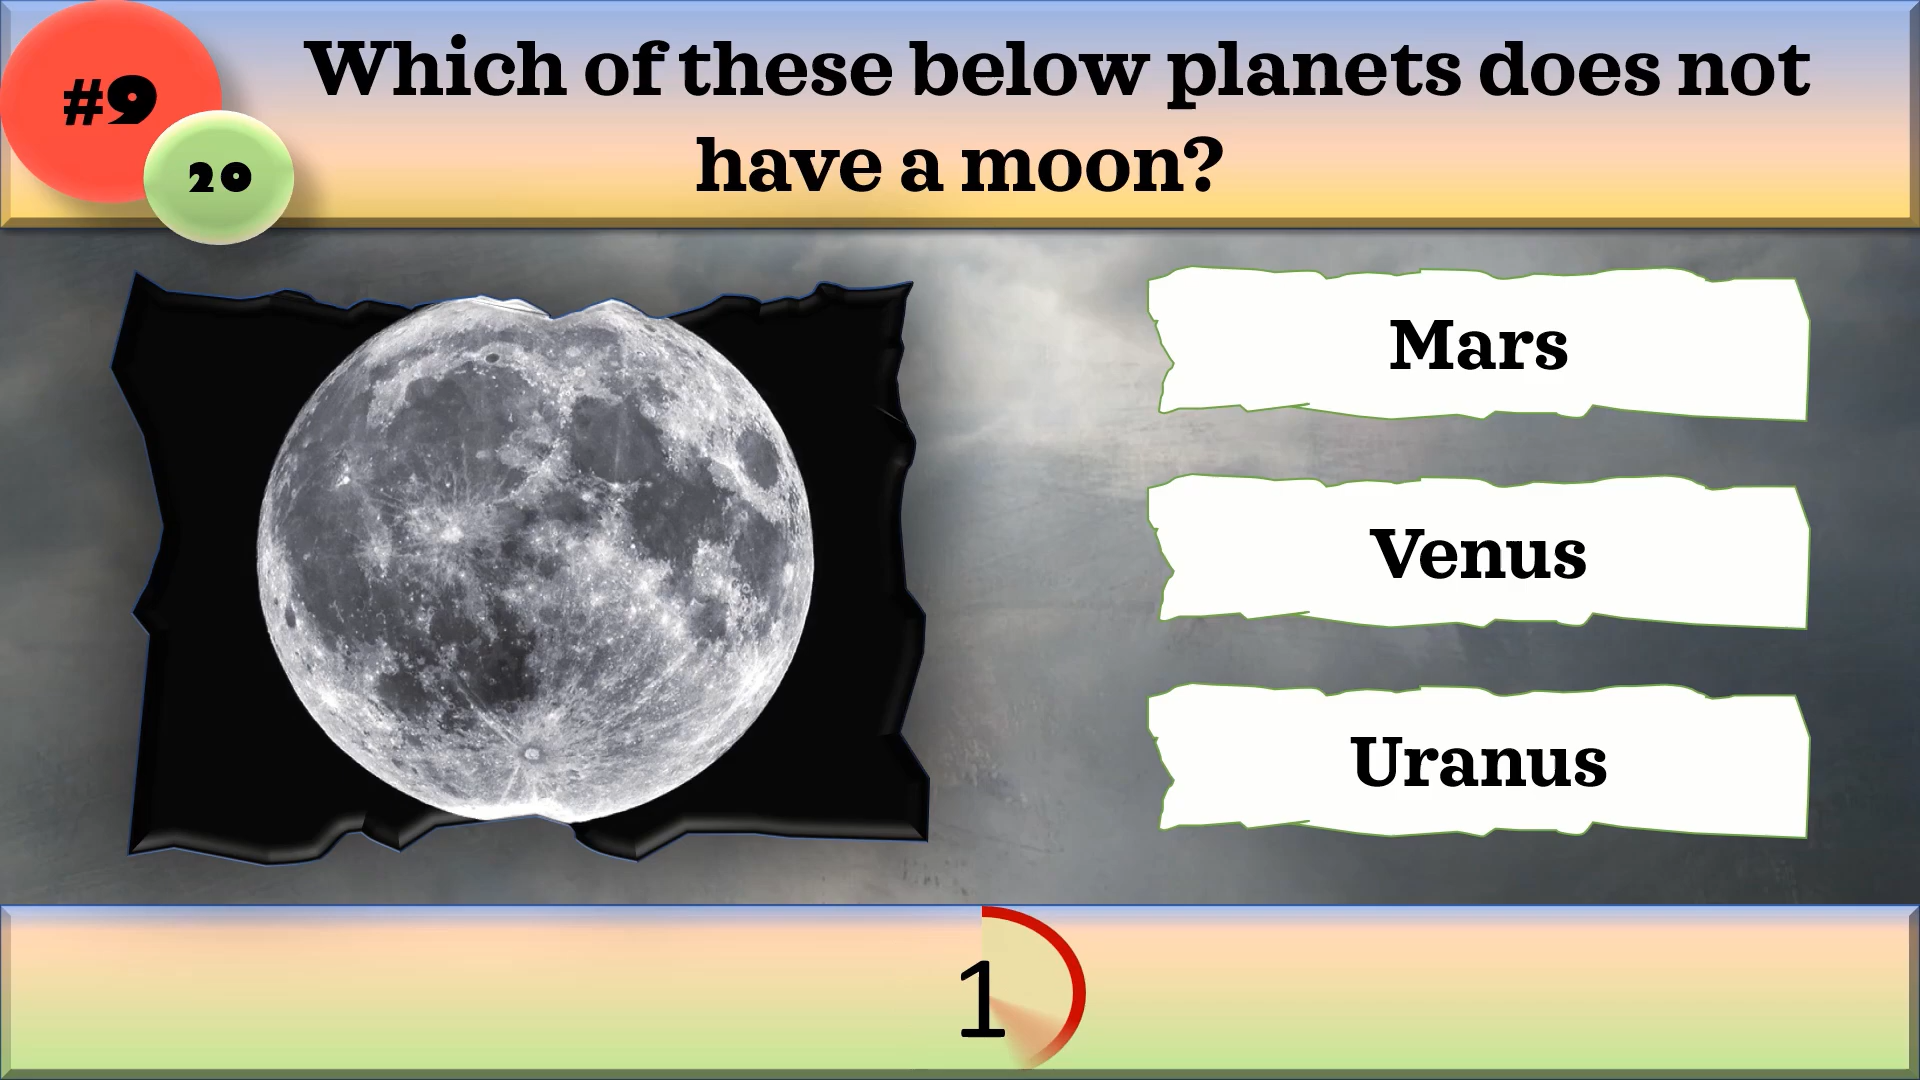 #9
20
Which of these below planets does not
have a moon?
Mars
Venus
Uranus
1